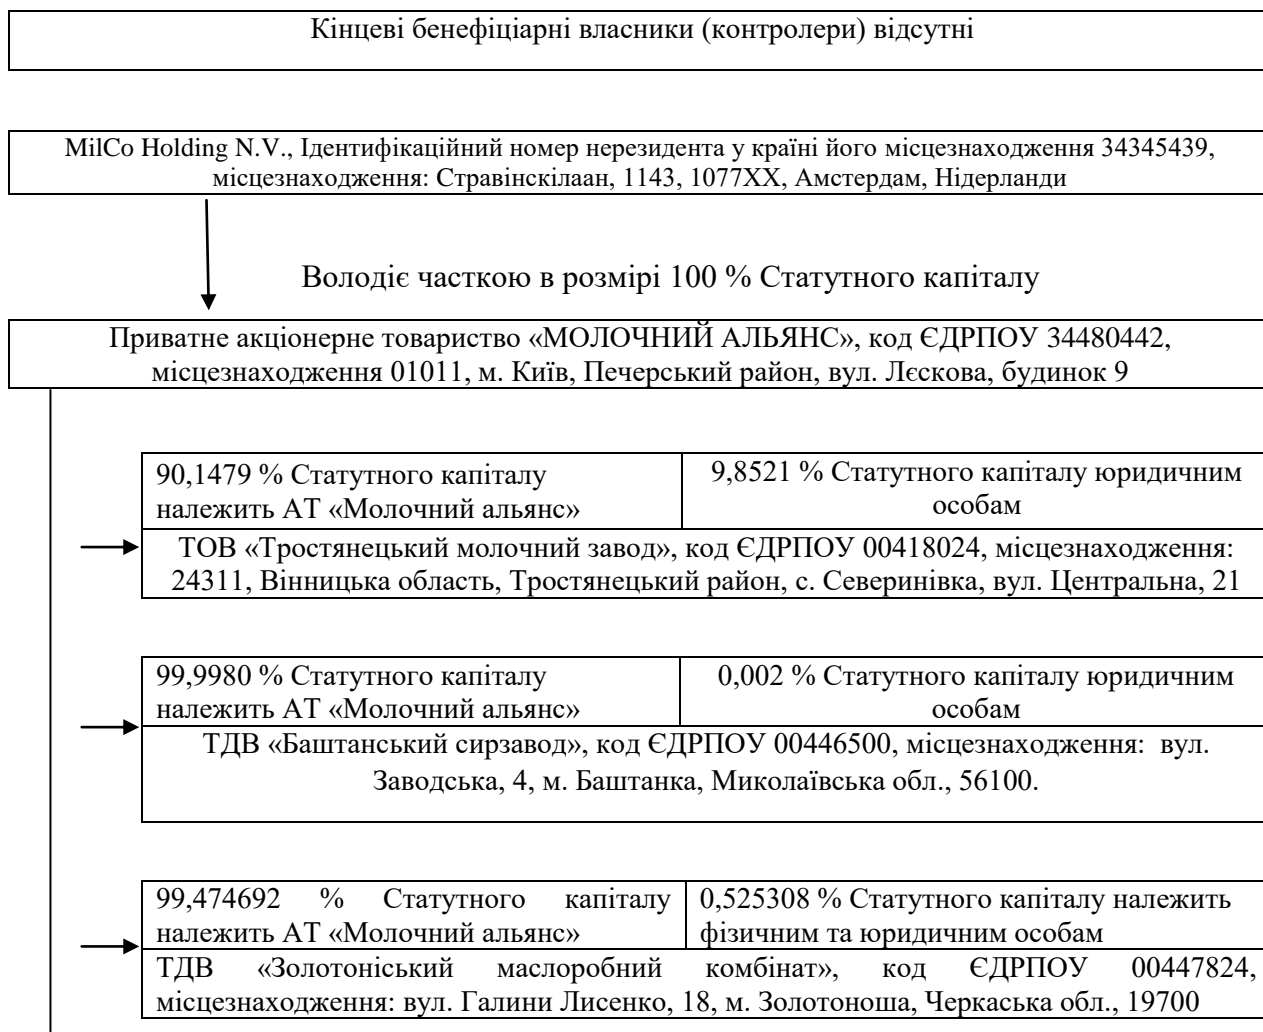 Кінцеві бенефіціарні власники (контролери) відсутні
MilCo Holding N.V., Ідентифікаційний номер нерезидента у країні його місцезнаходження 34345439,
місцезнаходження: Стравінскілаан, 1143, 1077XX, Амстердам, Нідерланди
Володіє часткою в розмірі 100 % Статутного капіталу
Приватне акціонерне товариство «МОЛОЧНИЙ АЛЬЯНС», код ЄДРПОУ 34480442,
місцезнаходження 01011, м. Київ, Печерський район, вул. Лєскова, будинок 9
90,1479 % Статутного капіталу
належить АТ «Молочний альянс»
9,8521 % Статутного капіталу юридичним
особам
ТОВ «Тростянецький молочний завод», код ЄДРПОУ 00418024, місцезнаходження:
24311, Вінницька область, Тростянецький район, с. Северинівка, вул. Центральна, 21
99,9980 % Статутного капіталу
належить АТ «Молочний альянс»
0,002 % Статутного капіталу юридичним
особам
ТДВ «Баштанський сирзавод», код ЄДРПОУ 00446500, місцезнаходження: вул.
Заводська, 4, м. Баштанка, Миколаївська обл., 56100.
99,474692 % Статутного капіталу
належить АТ «Молочний альянс»
0,525308 % Статутного капіталу належить
фізичним та юридичним особам
ТДВ «Золотоніський маслоробний комбінат», код ЄДРПОУ 00447824,
місцезнаходження: вул. Галини Лисенко, 18, м. Золотоноша, Черкаська обл., 19700